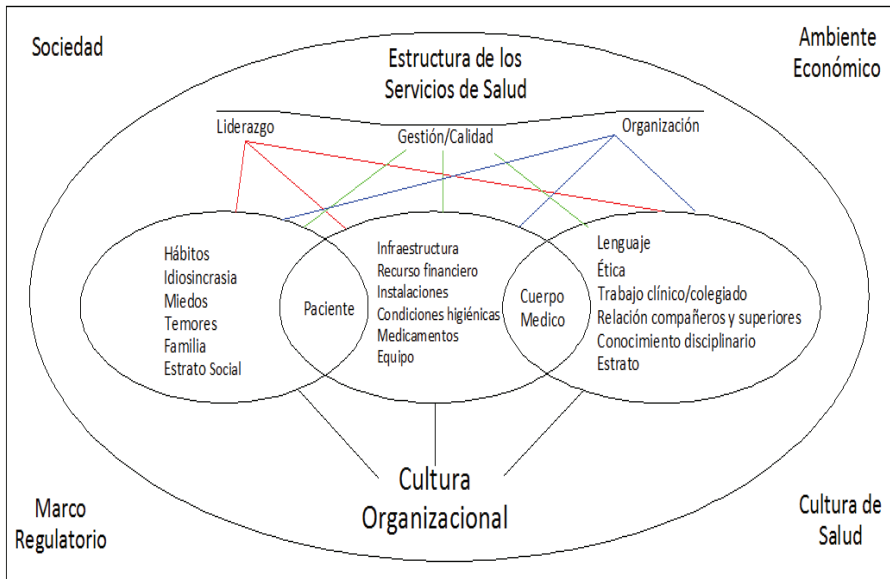 Sociedad
Ambiente
Económico
Estructura de los
Servicios de Salud
Liderazgo
Gestión/Calidad
Organización
Hábitos
Idiosincrasia
Miedos
Temores
Familia
Estrato Social
Paciente
Infraestructura
Recurso financiero
Instalaciones
Condiciones higiénicas
Medicamentos
Equipo
Cuerpo
Medico
Lenguaje
Ética
Trabajo clínico/colegiado
Relación compañeros y superiores
Conocimiento disciplinario
Estrato
Cultura
Organizacional
Marco
Regulatorio
Cultura de
Salud